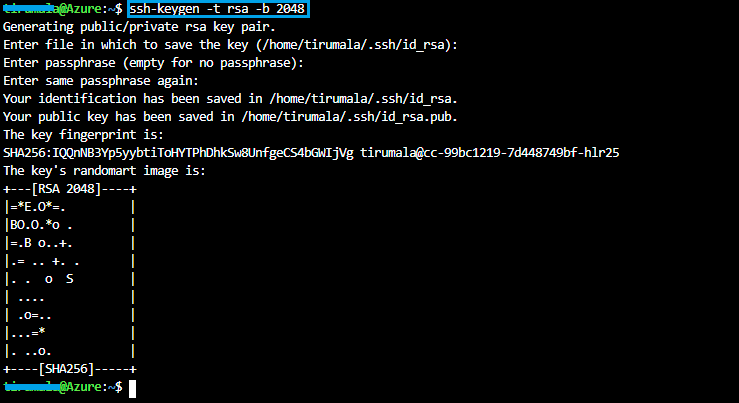 tirumala@Azure:~$ ssh-keygen -t rsa -b 2048
Generating public/private rsa key pair.
Enter file in which to save the key (/home/tirumala/.ssh/id_rsa):
Enter passphrase (empty for no passphrase):
Enter same passphrase again:
Your identification has been saved in /home/tirumala/.ssh/id_rsa.
Your public key has been saved in /home/tirumala/.ssh/id_rsa.pub.
The key fingerprint is:
SHA256:IQQnNB3Yp5yybtiToHYTPhDhkSw8UnfgeCS4bGWIjVg tirumala@cc-99bc1219-7d448749bf-hlr25
The key's randomart image is:
+---[RSA 2048]----+
|=*E.O*=.         |
|BO.O.*o .        |
|=.B o..+.        |
|.= .. +. .       |
|. .  o  S        |
| ....            |
| .o=..           |
|...=*            |
|. ..o.           |
+----[SHA256]-----+
tirumala@Azure:~$